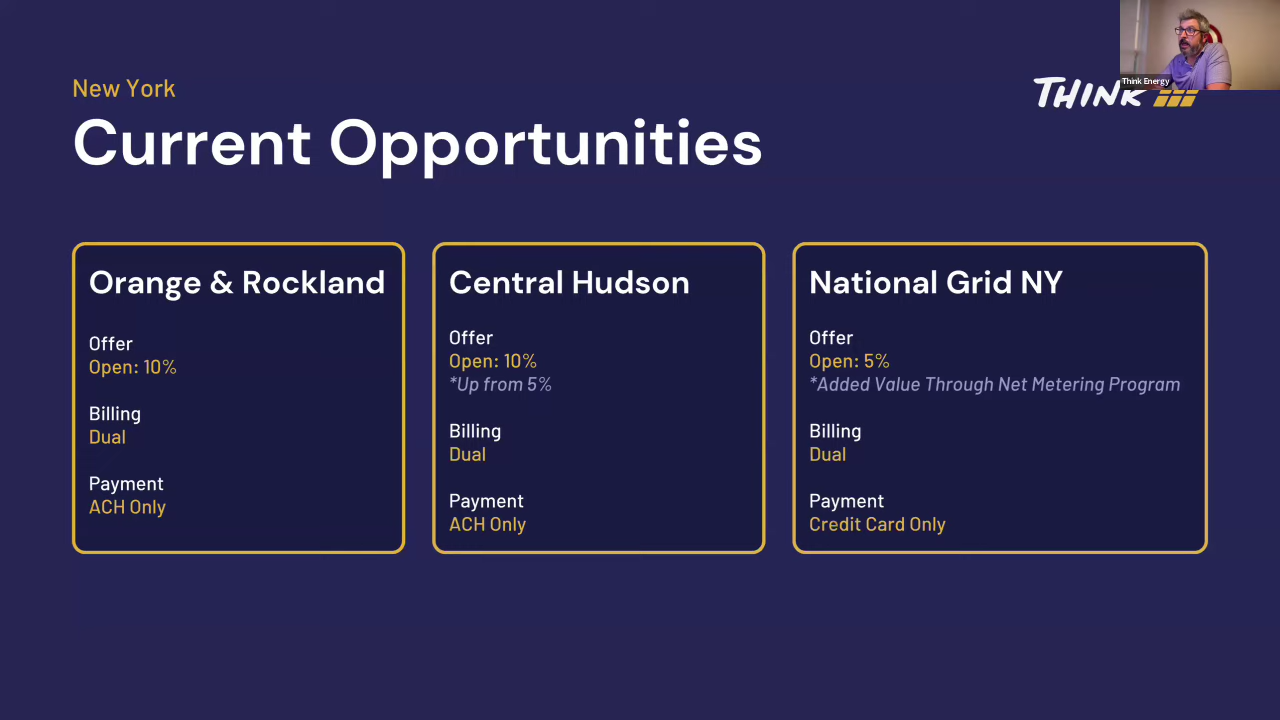 New York
Current Opportunities
THINK
Think Energy
Orange & Rockland
Offer
Open: 10%
Billing
Dual
Payment
ACH Only
Central Hudson
Offer
Open: 10%
*Up from 5%
Billing
Dual
Payment
ACH Only
National Grid NY
Offer
Open: 5%
*Added Value Through Net Metering Program
Billing
Dual
Payment
Credit Card Only